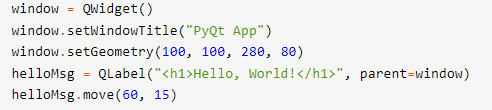 window = QWidget()
window.setWindowTitle("PyQt App")
window.setGeometry(100, 100, 280, 80)
helloMsg = QLabel("<h1>Hello, World!</h1>", parent=window)
helloMsg.move(60, 15)